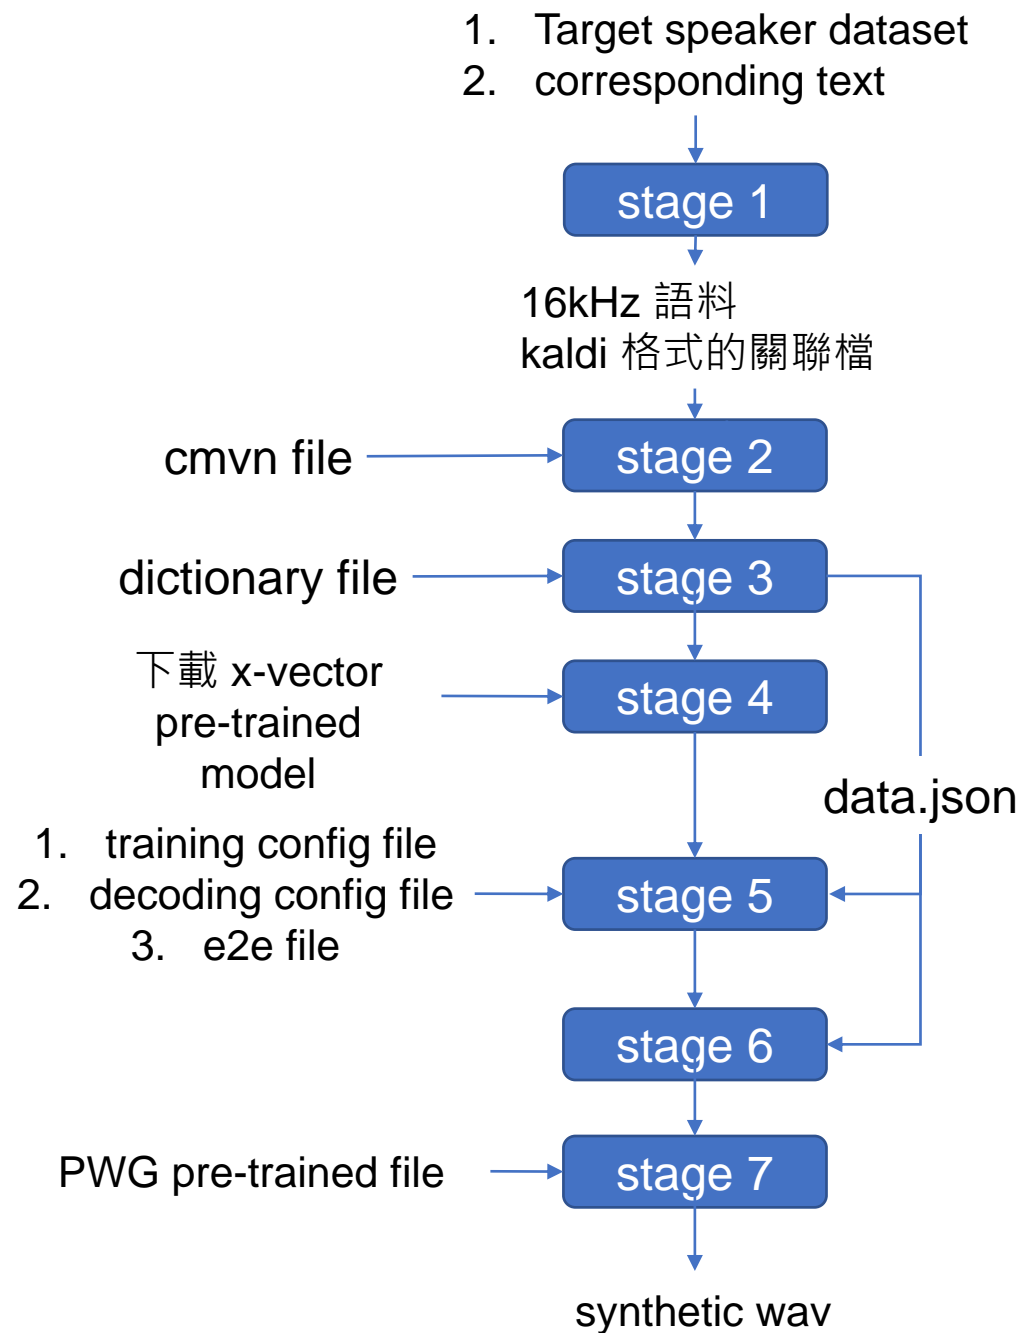 1. Target speaker dataset
2. corresponding text
stage 1
16kHz 語料
kaldi 格式的關聯檔
cmvn file
stage 2
dictionary file
stage 3
下載 x-vector
pre-trained
model
stage 4
data.json
1. training config file
2. decoding config file
3. e2e file
stage 5
stage 6
PWG pre-trained file
stage 7
synthetic wav